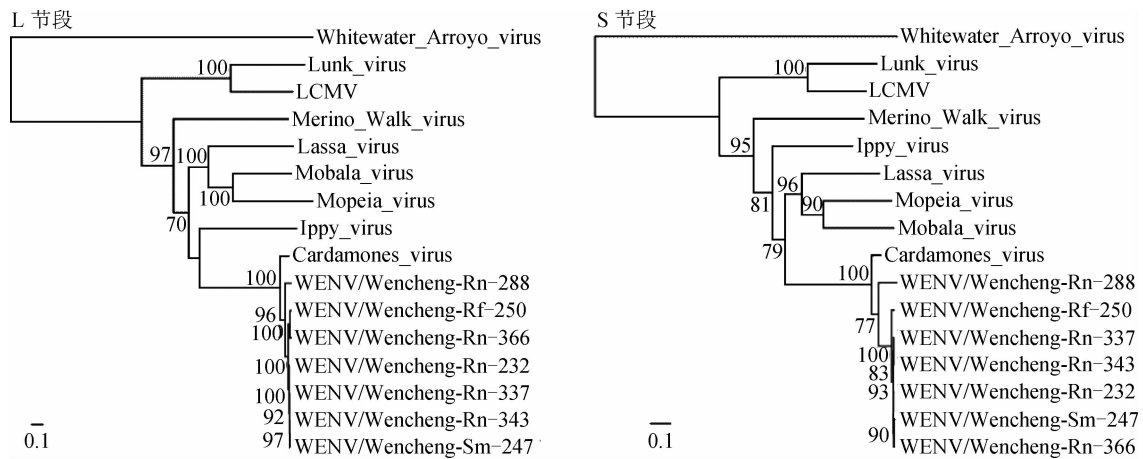 L 节段
Whitewater_Arroyo_virus
100
Lunk_virus
LCMV
Merino_Walk_virus
97
100
Lassa_virus
Mobala_virus
100
Mopeia_virus
70
Ippy_virus
Cardamones_virus
100
WENV/Wencheng-Rn-288
96
WENV/Wencheng-Rf-250
100
WENV/Wencheng-Rn-366
100
WENV/Wencheng-Rn-232
100
WENV/Wencheng-Rn-337
92
WENV/Wencheng-Rn-343
97
WENV/Wencheng-Sm-247
0.1
S 节段
Whitewater_Arroyo_virus
100
Lunk_virus
LCMV
Merino_Walk_virus
95
Ippy_virus
96
Lassa_virus
81
90
Mopeia_virus
Mobala_virus
79
Cardamones_virus
100
WENV/Wencheng-Rn-288
77
WENV/Wencheng-Rf-250
WENV/Wencheng-Rn-337
100
WENV/Wencheng-Rn-343
83
93
WENV/Wencheng-Rn-232
WENV/Wencheng-Sm-247
90
WENV/Wencheng-Rn-366
0.1